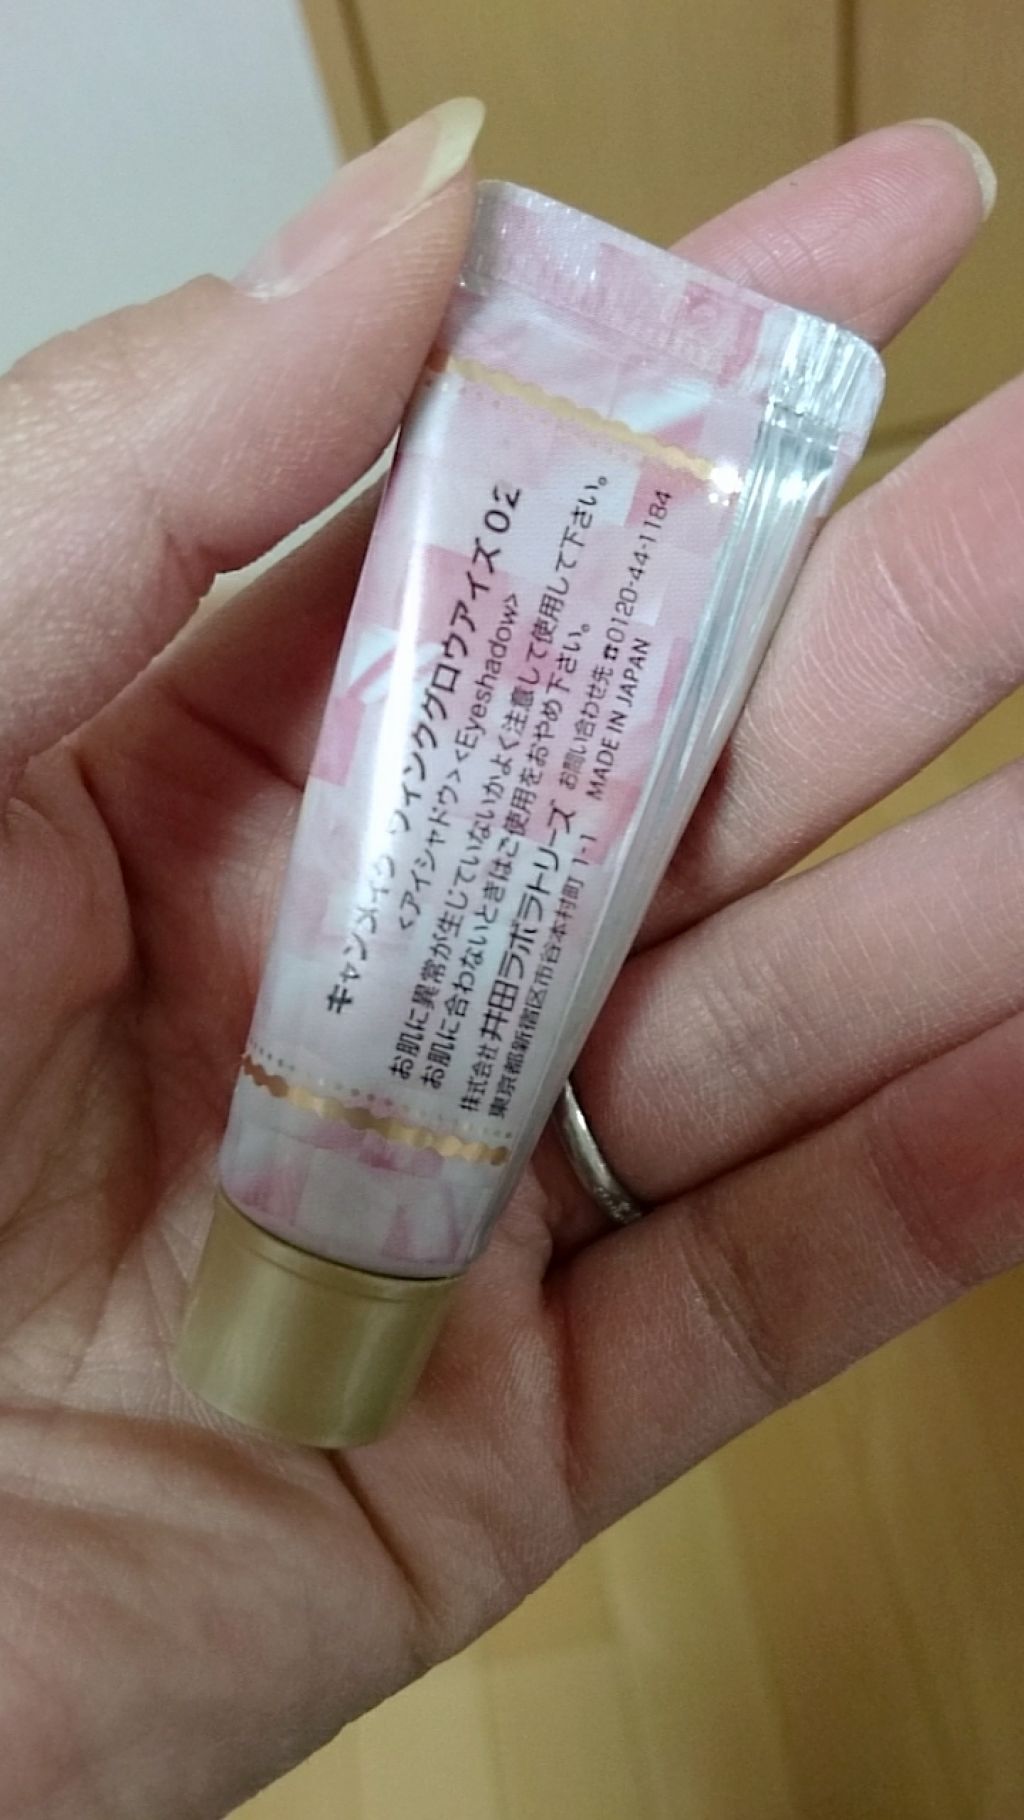 キャンメイク ウィンクグロウアイズ 02
<アイシャドウ><Eyeshadow>
お肌に異常が生じていないかよく注意して使用して下さい。
お肌に合わないときはご使用をおやめ下さい。
株式会社 井田ラボラトリーズ お問い合わせ先 ☎0120-44-1184
東京都新宿区市谷本村町 1-1 MADE IN JAPAN